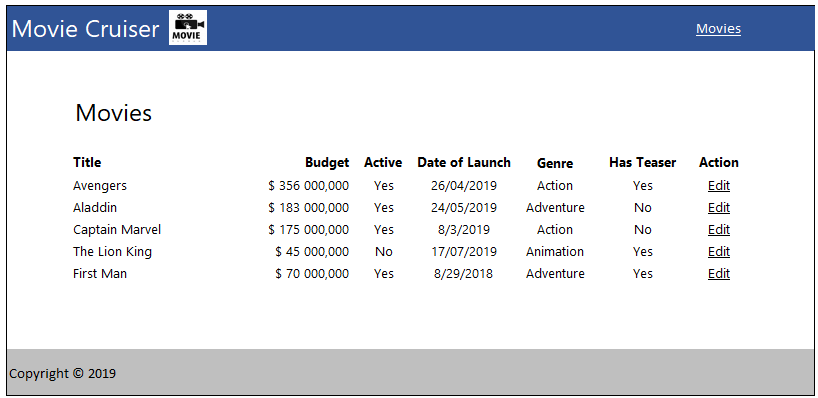 Movie Cruiser MOVIE Movies
Movies
Title Budget Active Date of Launch Genre Has Teaser Action
Avengers $ 356 000,000 Yes 26/04/2019 Action Yes Edit
Aladdin $ 183 000,000 Yes 24/05/2019 Adventure No Edit
Captain Marvel $ 175 000,000 Yes 8/3/2019 Action No Edit
The Lion King $ 45 000,000 No 17/07/2019 Animation Yes Edit
First Man $ 70 000,000 Yes 8/29/2018 Adventure Yes Edit
Copyright © 2019